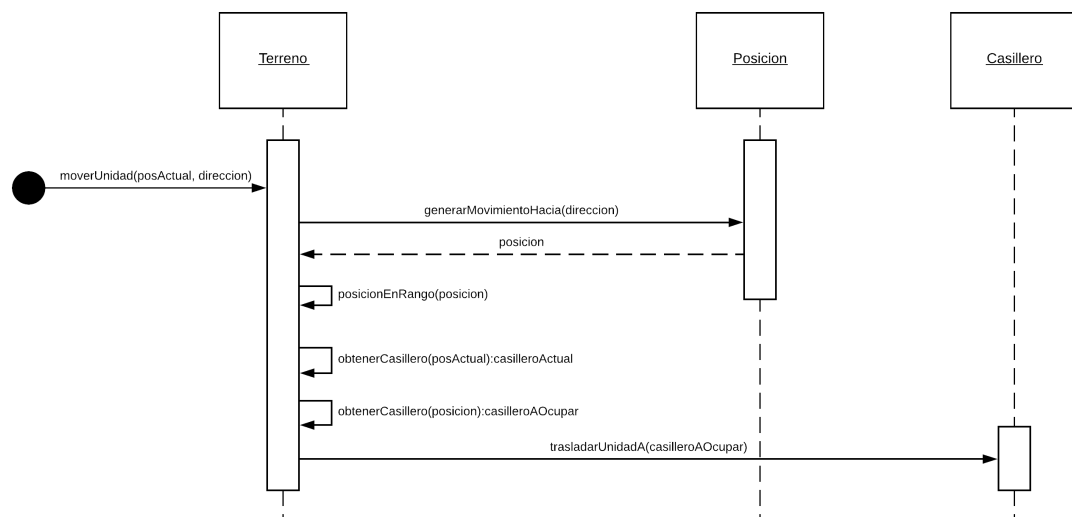 Terreno
Posicion
Casillero
moverUnidad(posActual, direccion)
generarMovimientoHacia(direccion)
posicion
posicionEnRango(posicion)
obtenerCasillero(posActual):casilleroActual
obtenerCasillero(posicion):casilleroAOcupar
trasladarUnidadA(casilleroAOcupar)